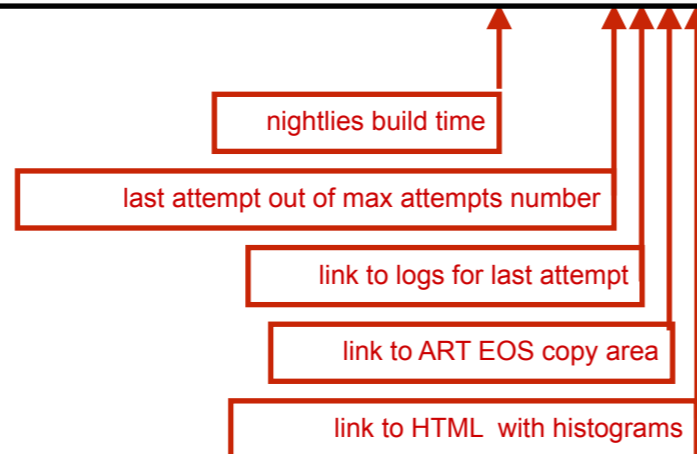 nightlies build time
last attempt out of max attempts number
link to logs for last attempt
link to ART EOS copy area
link to HTML with histograms